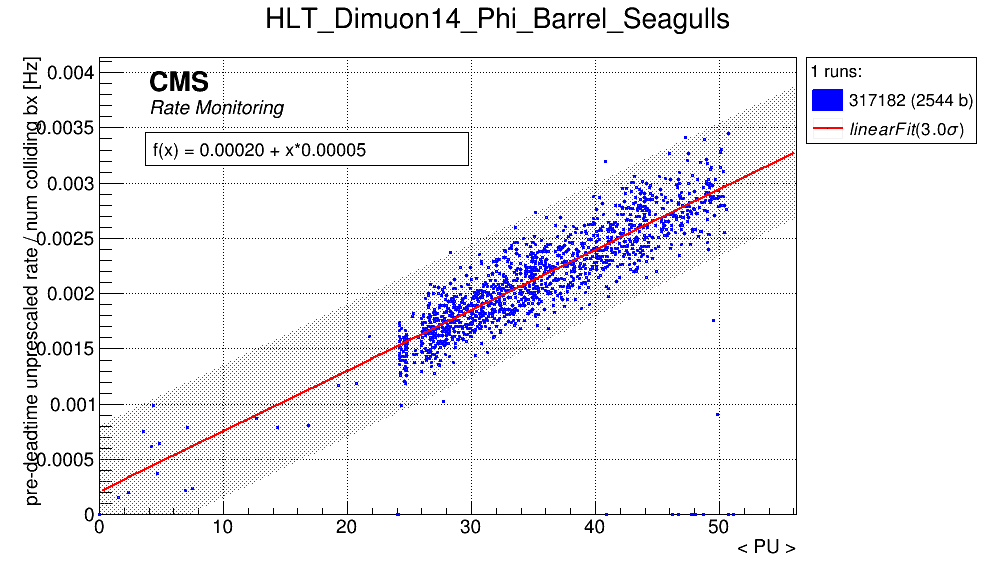 HLT_Dimuon14_Phi_Barrel_Seagulls
pre-deadtime unprescaled rate / num colliding bx [Hz]
0.004
0.0035
0.003
0.0025
0.002
0.0015
0.001
0.0005
0
CMS
Rate Monitoring
f(x) = 0.00020 + x*0.00005
1 runs:
317182 (2544 b)
linearFit(3.0σ)
0 10 20 30 40 50
< PU >